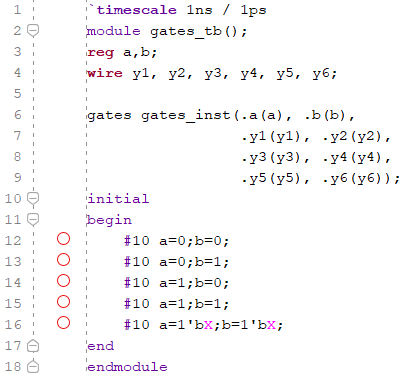 1 `timescale 1ns / 1ps
2 module gates_tb();
3 reg a,b;
4 wire y1, y2, y3, y4, y5, y6;
5
6 gates gates_inst(.a(a), .b(b),
7 .y1(y1), .y2(y2),
8 .y3(y3), .y4(y4),
9 .y5(y5), .y6(y6));
10 initial
11 begin
12 #10 a=0;b=0;
13 #10 a=0;b=1;
14 #10 a=1;b=0;
15 #10 a=1;b=1;
16 #10 a=1'bX;b=1'bX;
17 end
18 endmodule